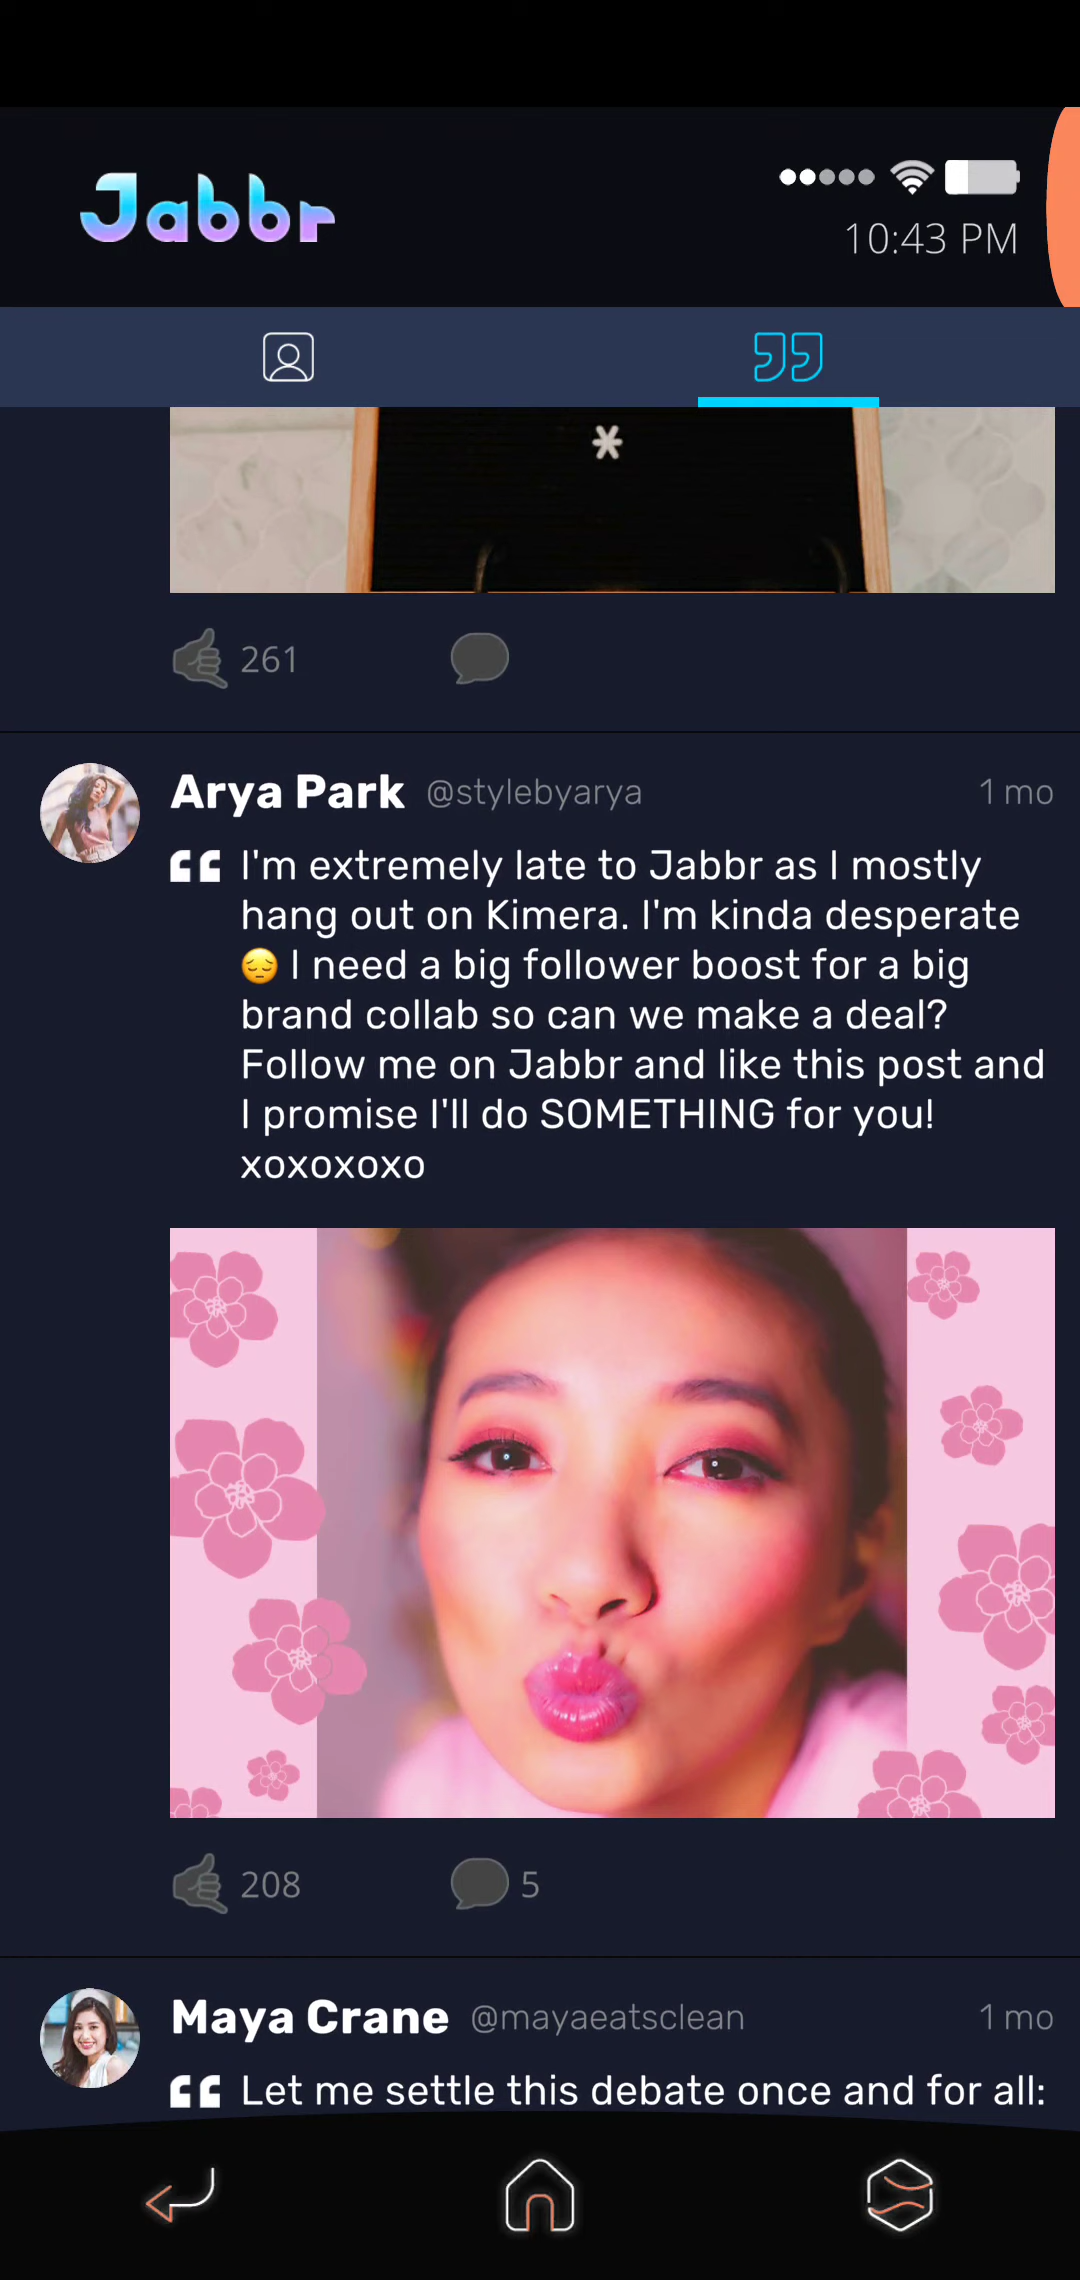 Jabbr
10:43 PM
*
261
Arya Park @stylebyarya 1 mo
I'm extremely late to Jabbr as I mostly
hang out on Kimera. I'm kinda desperate
😔 I need a big follower boost for a big
brand collab so can we make a deal?
Follow me on Jabbr and like this post and
I promise I'll do SOMETHING for you!
xoxoxoxo
208 5
Maya Crane @mayaeatsclean 1 mo
Let me settle this debate once and for all: